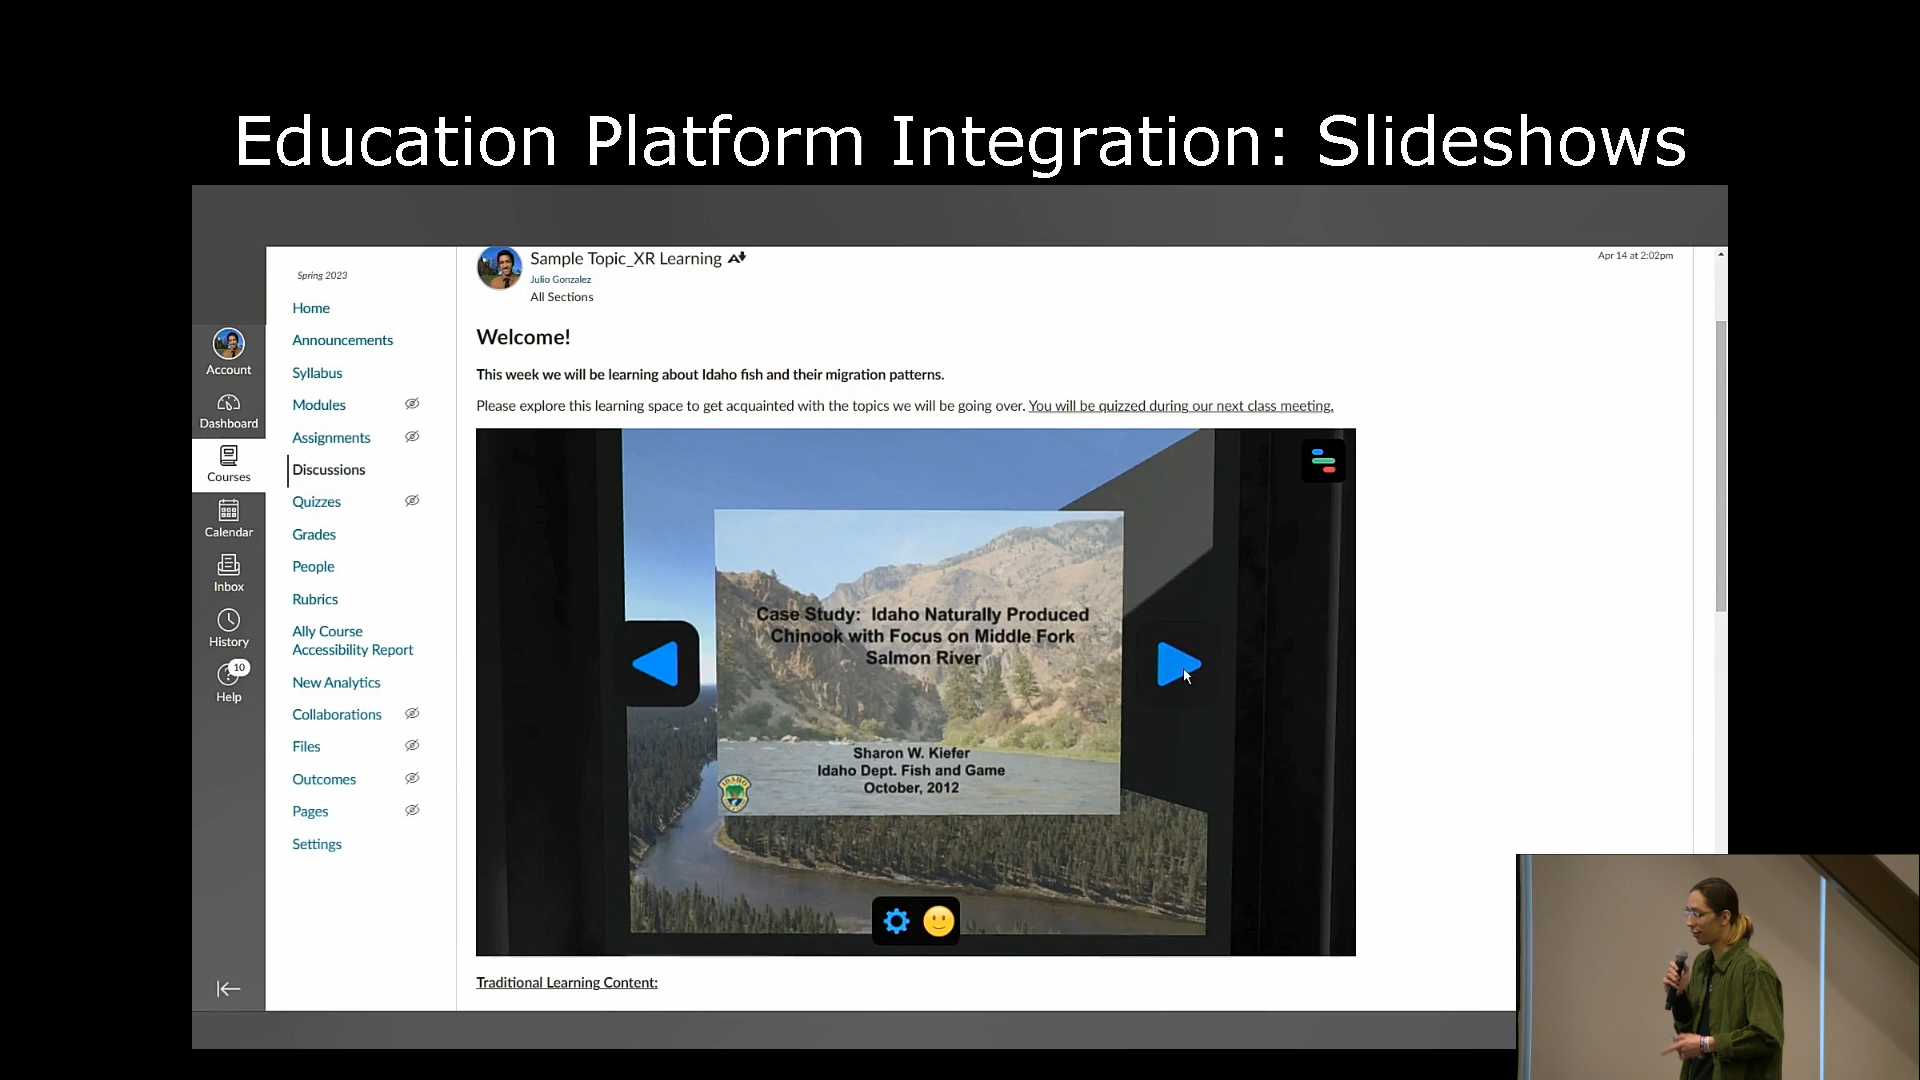 Education Platform Integration: Slideshows
Spring 2023
Home
Announcements
Syllabus
Modules
Assignments
Discussions
Quizzes
Grades
People
Rubrics
Ally Course
Accessibility Report
New Analytics
Collaborations
Files
Outcomes
Pages
Settings
Account
Dashboard
Courses
Calendar
Inbox
History
10
Help
Sample Topic_XR Learning
Apr 14 at 2:02pm
Julio Gonzalez
All Sections
Welcome!
This week we will be learning about Idaho fish and their migration patterns.
Please explore this learning space to get acquainted with the topics we will be going over. You will be quizzed during our next class meeting.
Case Study: Idaho Naturally Produced
Chinook with Focus on Middle Fork
Salmon River
Sharon W. Kiefer
Idaho Dept. Fish and Game
October, 2012
IDAHO
Traditional Learning Content: